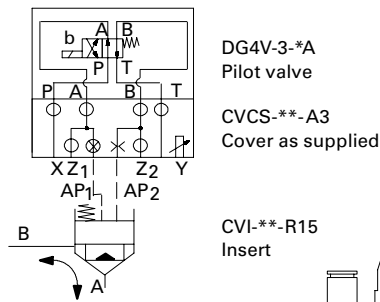 b
A B
P T
P A B T
X Z1 Z2 Y
AP1 AP2
B
A
DG4V-3-*A
Pilot valve
CVCS-**-A3
Cover as supplied
CVI-**-R15
Insert